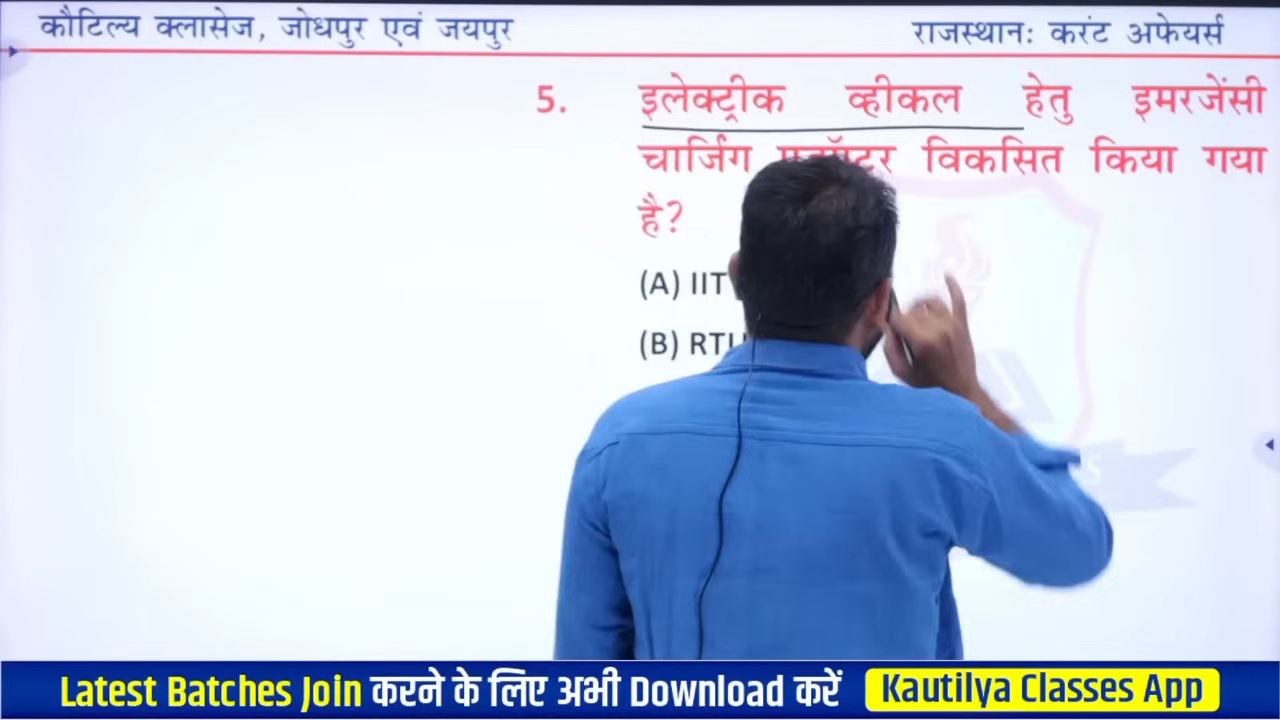 कौटिल्य क्लासेज, जोधपुर एवं जयपुर
राजस्थान: करंट अफेयर्स
5. इलेक्ट्रीक व्हीकल हेतु इमरजेंसी
चार्जिंग विकसित किया गया
है?
(A) IIT
(B)
Latest Batches Join करने के लिए अभी Download करें
Kautilya Classes App